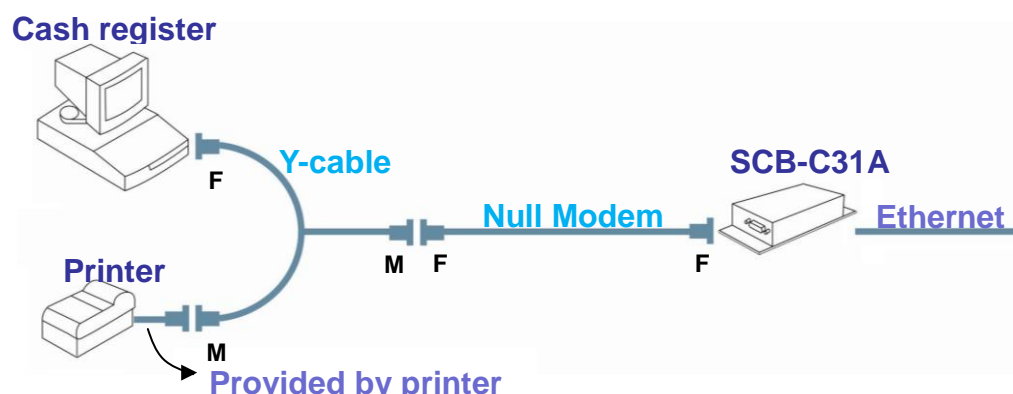 Cash register
Y-cable
F
SCB-C31A
Null Modem
Ethernet
M
F
F
Printer
M
Provided by printer